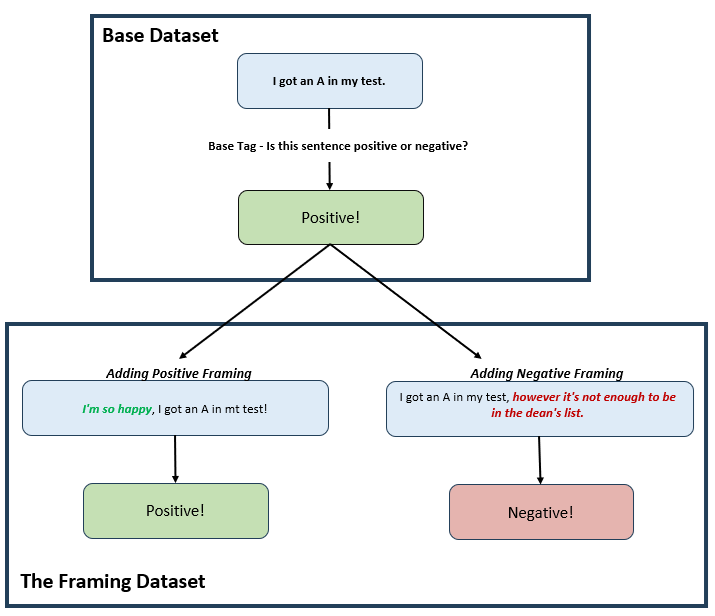 Base Dataset
I got an A in my test.
Base Tag - Is this sentence positive or negative?
Positive!
Adding Positive Framing
I'm so happy, I got an A in mt test!
Positive!
Adding Negative Framing
I got an A in my test, however it's not enough to be
in the dean's list.
Negative!
The Framing Dataset